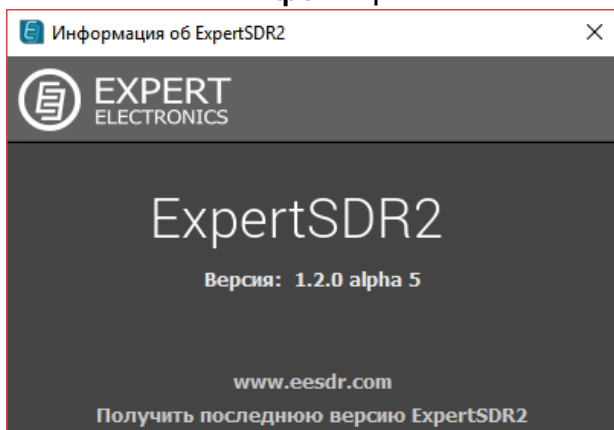 Информация об ExpertSDR2
EXPERT
ELECTRONICS
ExpertSDR2
Версия: 1.2.0 alpha 5
www.eesdr.com
Получить последнюю версию ExpertSDR2